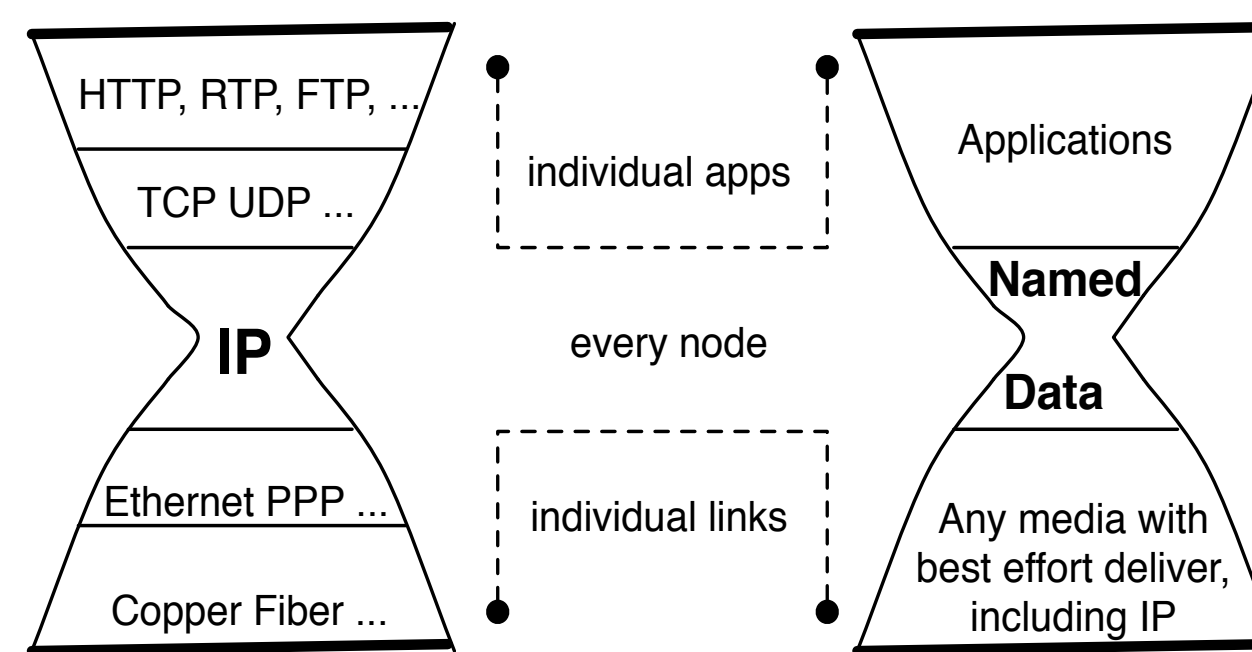 HTTP, RTP, FTP, ...
TCP UDP ...
IP
Ethernet PPP ...
Copper Fiber ...
individual apps
every node
individual links
Applications
Named
Data
Any media with
best effort deliver,
including IP